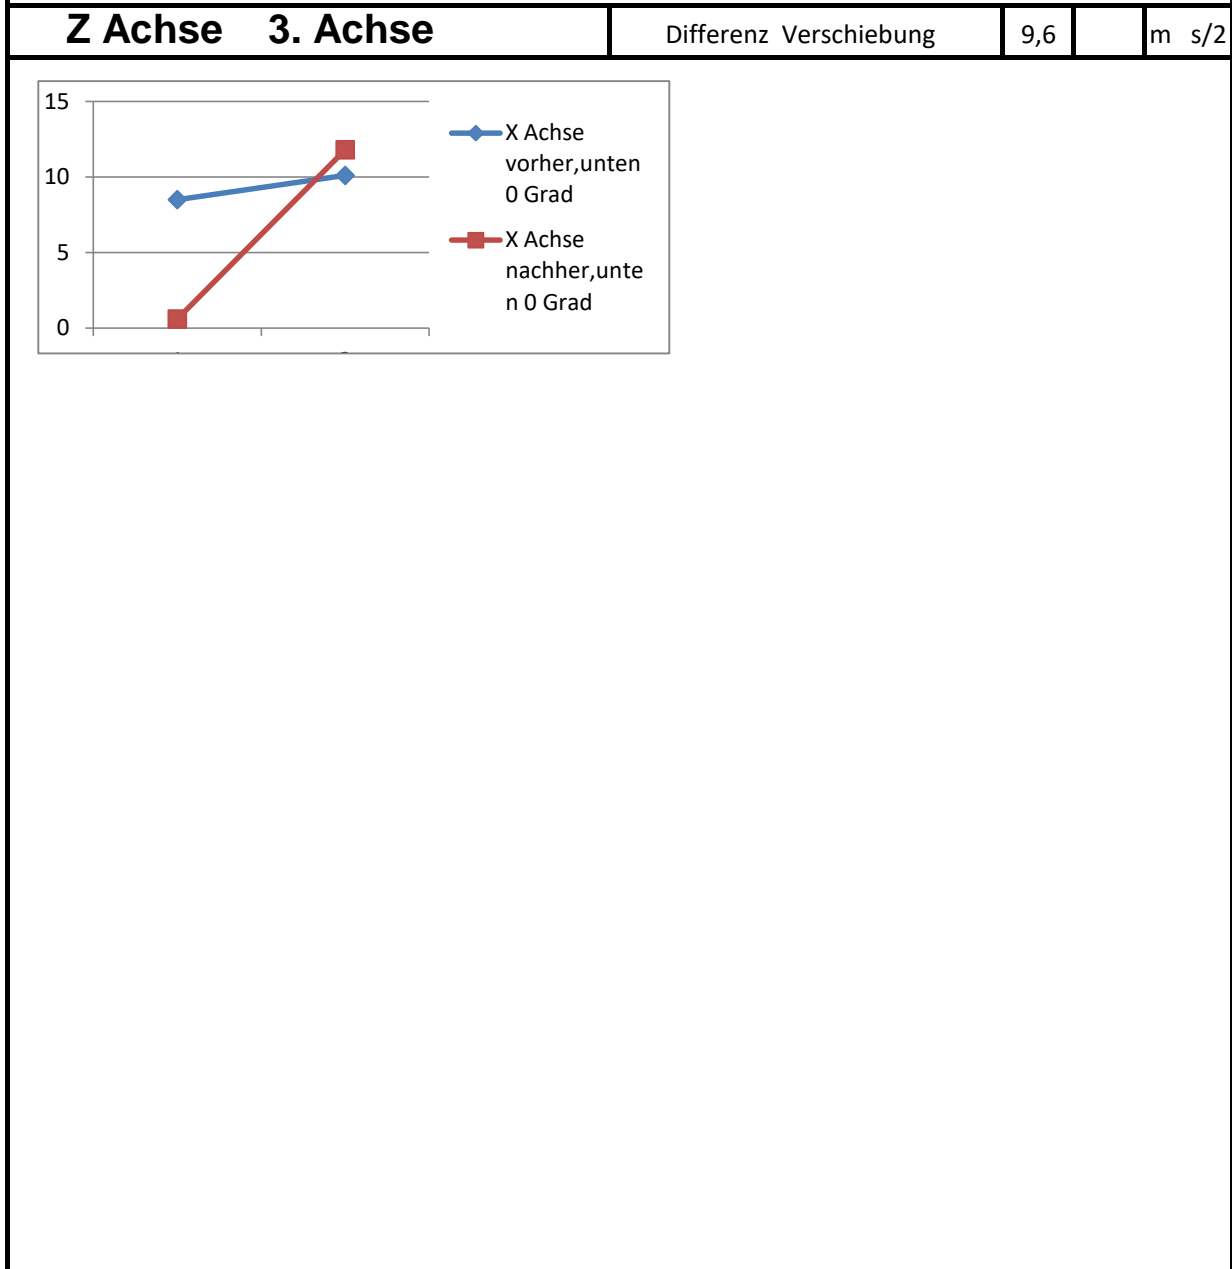 Z Achse 3. Achse Differenz Verschiebung 9,6 m s/2
15
10
5
0
X Achse
vorher,unten
0 Grad
X Achse
nachher,unte
n 0 Grad